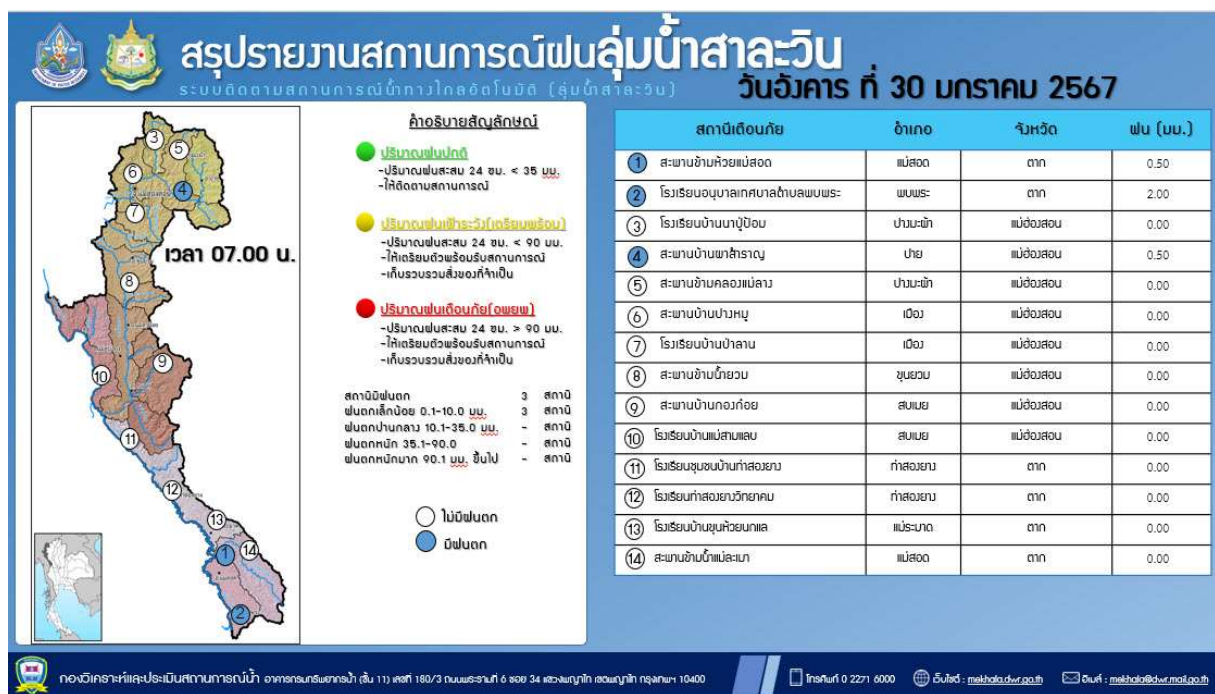 สรุปรายงานสถานการณ์ฝนลุ่มน้ำสาละวิน
ระบบติดตามสถานการณ์น้ำทางไกลอัตโนมัติ (ลุ่มน้ำสาละวิน)
วันอังคาร ที่ 30 มกราคม 2567
3
5
6
4
7
เวลา 07.00 น.
8
9
10
11
12
13
14
1
2
คำอธิบายสัญลักษณ์
ปริมาณฝนปกติ
-ปริมาณฝนสะสม 24 ชม. < 35 มม.
-ให้ติดตามสถานการณ์
ปริมาณฝนเฝ้าระวัง(เตรียมพร้อม)
-ปริมาณฝนสะสม 24 ชม. < 90 มม.
-ให้เตรียมตัวพร้อมรับสถานการณ์
-เก็บรวบรวมสิ่งของที่จำเป็น
ปริมาณฝนเตือนภัย(อพยพ)
-ปริมาณฝนสะสม 24 ชม. > 90 มม.
-ให้เตรียมตัวพร้อมรับสถานการณ์
-เก็บรวบรวมสิ่งของที่จำเป็น
สถานีมีฝนตก 3 สถานี
ฝนตกเล็กน้อย 0.1-10.0 มม. 3 สถานี
ฝนตกปานกลาง 10.1-35.0 มม. - สถานี
ฝนตกหนัก 35.1-90.0 - สถานี
ฝนตกหนักมาก 90.1 มม. ขึ้นไป - สถานี
ไม่มีฝนตก
มีฝนตก
สถานีเตือนภัย อำเภอ จังหวัด ฝน (มม.)
1 สะพานข้ามห้วยแม่สอด แม่สอด ตาก 0.50
2 โรงเรียนอนุบาลเทศบาลตำบลพบพระ พบพระ ตาก 2.00
3 โรงเรียนบ้านนาปู่ป้อม ปางมะผ้า แม่ฮ่องสอน 0.00
4 สะพานบ้านผาสำราญ ปาย แม่ฮ่องสอน 0.50
5 สะพานข้ามคลองแม่ลาง ปางมะผ้า แม่ฮ่องสอน 0.00
6 สะพานบ้านปางหมู เมือง แม่ฮ่องสอน 0.00
7 โรงเรียนบ้านป่าลาน เมือง แม่ฮ่องสอน 0.00
8 สะพานข้ามน้ำยวม ขุนยวม แม่ฮ่องสอน 0.00
9 สะพานบ้านกองก๋อย สบเมย แม่ฮ่องสอน 0.00
10 โรงเรียนบ้านแม่สามแลบ สบเมย แม่ฮ่องสอน 0.00
11 โรงเรียนชุมชนบ้านท่าสองยาง ท่าสองยาง ตาก 0.00
12 โรงเรียนท่าสองยางวิทยาคม ท่าสองยาง ตาก 0.00
13 โรงเรียนบ้านขุนห้วยนกแล แม่ระมาด ตาก 0.00
14 สะพานข้ามน้ำแม่ละเมา แม่สอด ตาก 0.00
กองวิเคราะห์และประเมินสถานการณ์น้ำ อาคารกรมทรัพยากรน้ำ (ชั้น 11) เลขที่ 180/3 ถนนพระรามที่ 6 ซอย 34 แขวงพญาไท เขตพญาไท กรุงเทพฯ 10400 โทรศัพท์ 0 2271 6000 เว็บไซต์ : mekhala.dwr.go.th อีเมล์ : mekhala@dwr.mail.go.th